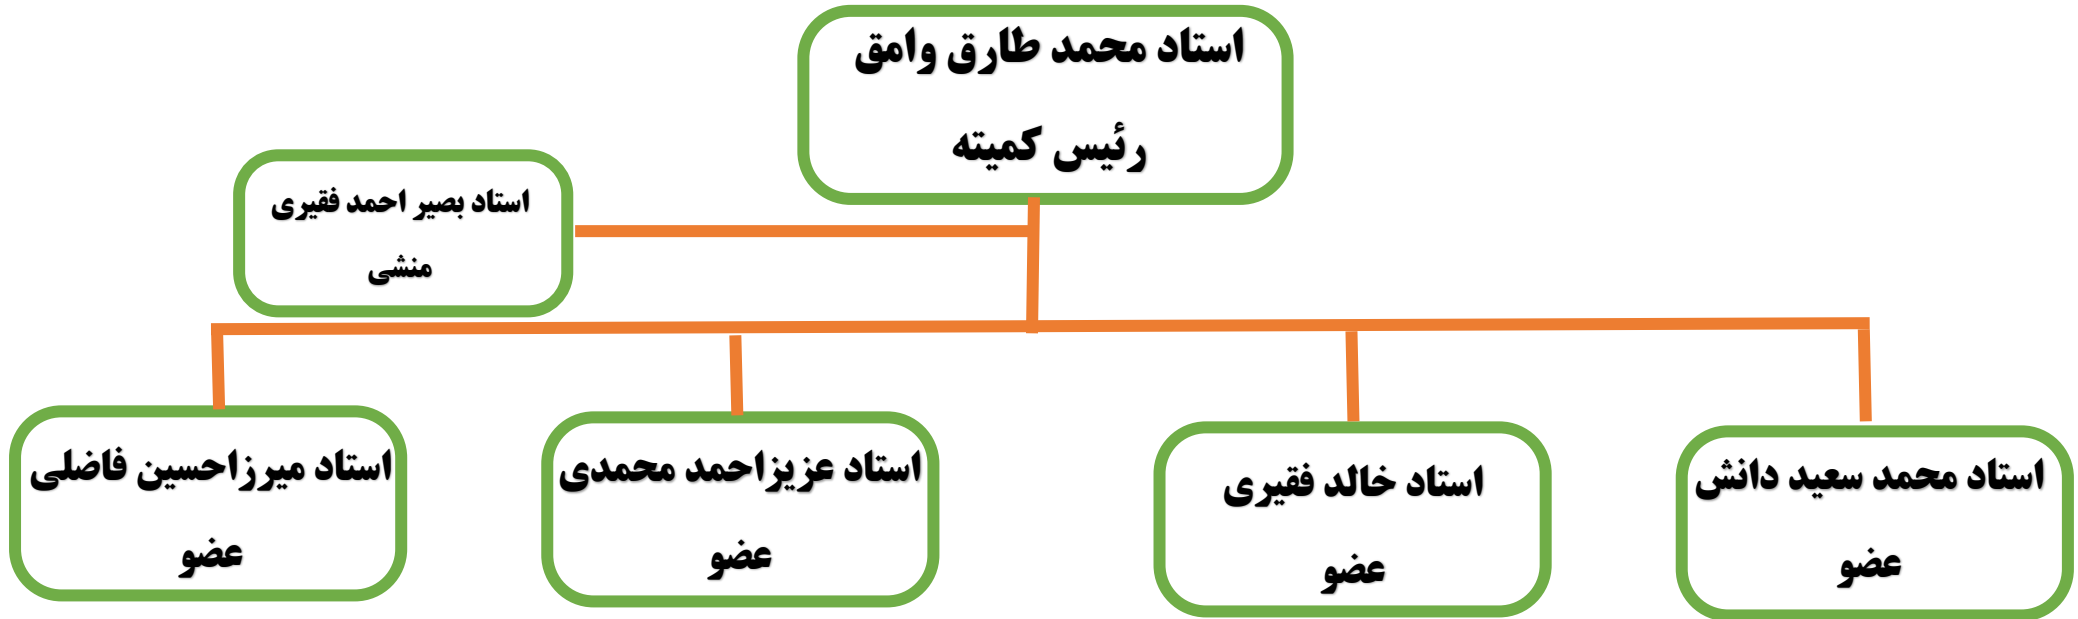 استاد محمد طارق وامق
رئیس کمیته
استاد بصیر احمد فقیری
منشی
استاد محمد سعید دانش
عضو
استاد خالد فقیری
عضو
استاد عزیزاحمد محمدی
عضو
استاد میرزاحسین فاضلی
عضو